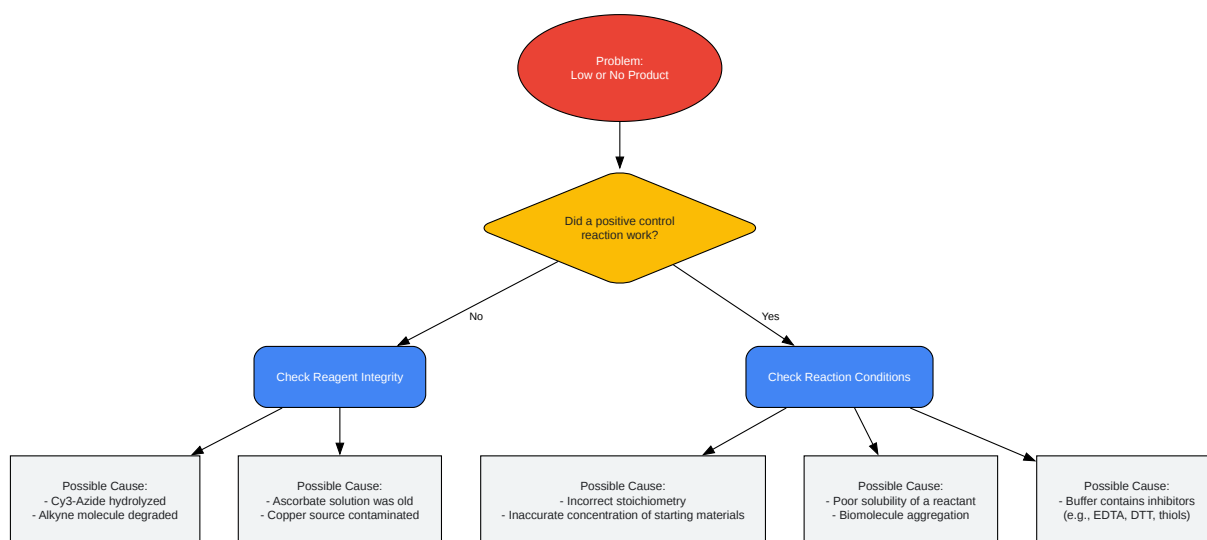 Problem:
Low or No Product
Did a positive control
reaction work?
No
Yes
Check Reagent Integrity
Check Reaction Conditions
Possible Cause:
- Cy3-Azide hydrolyzed
- Alkyne molecule degraded
Possible Cause:
- Ascorbate solution was old
- Copper source contaminated
Possible Cause:
- Incorrect stoichiometry
- Inaccurate concentration of starting materials
Possible Cause:
- Poor solubility of a reactant
- Biomolecule aggregation
Possible Cause:
- Buffer contains inhibitors
(e.g., EDTA, DTT, thiols)